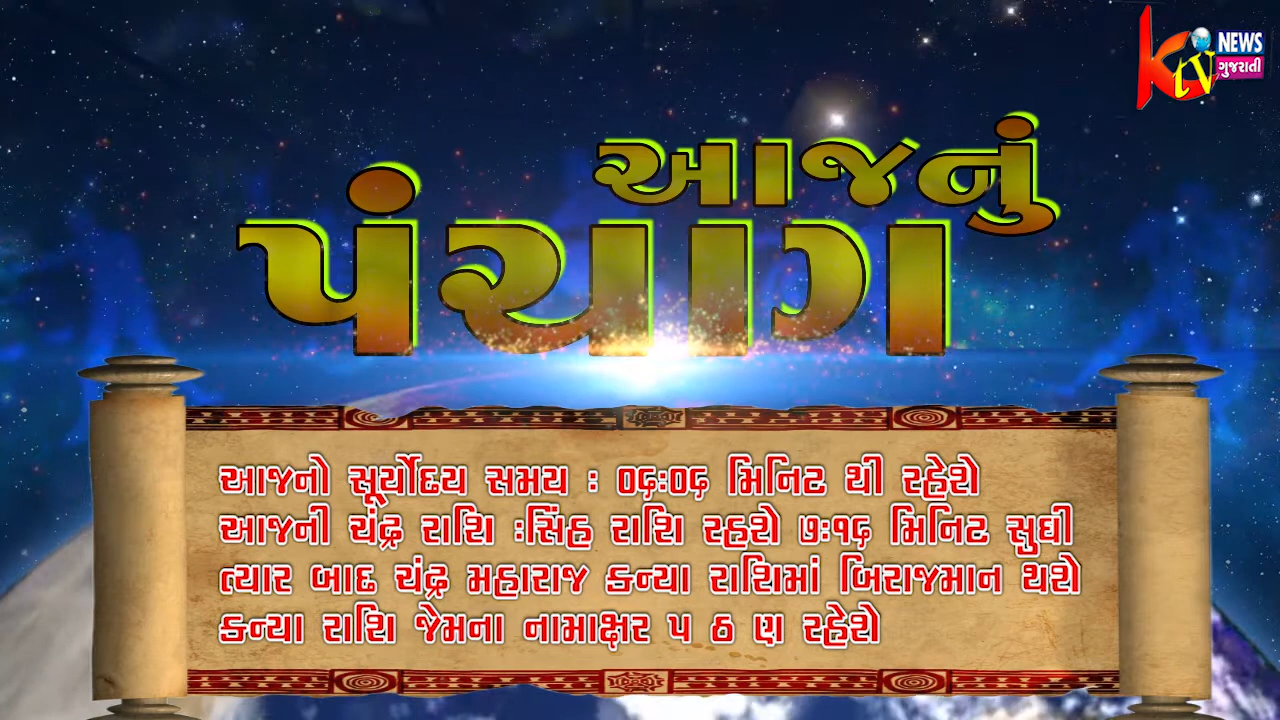 KTV NEWS
ગુજરાતી
આજનું
પંચાગ
આજનો સૂર્યોદય સમય : ૦૬:૦૬ મિનિટ થી રહેશે
આજની ચંદ્ર રાશિ :સિંહ રાશિ રહશે ૭:૧૬ મિનિટ સુધી
ત્યાર બાદ ચંદ્ર મહારાજ કન્યા રાશિમાં બિરાજમાન થશે
કન્યા રાશિ જેમના નામાક્ષર પ ઠ ણ રહેશે